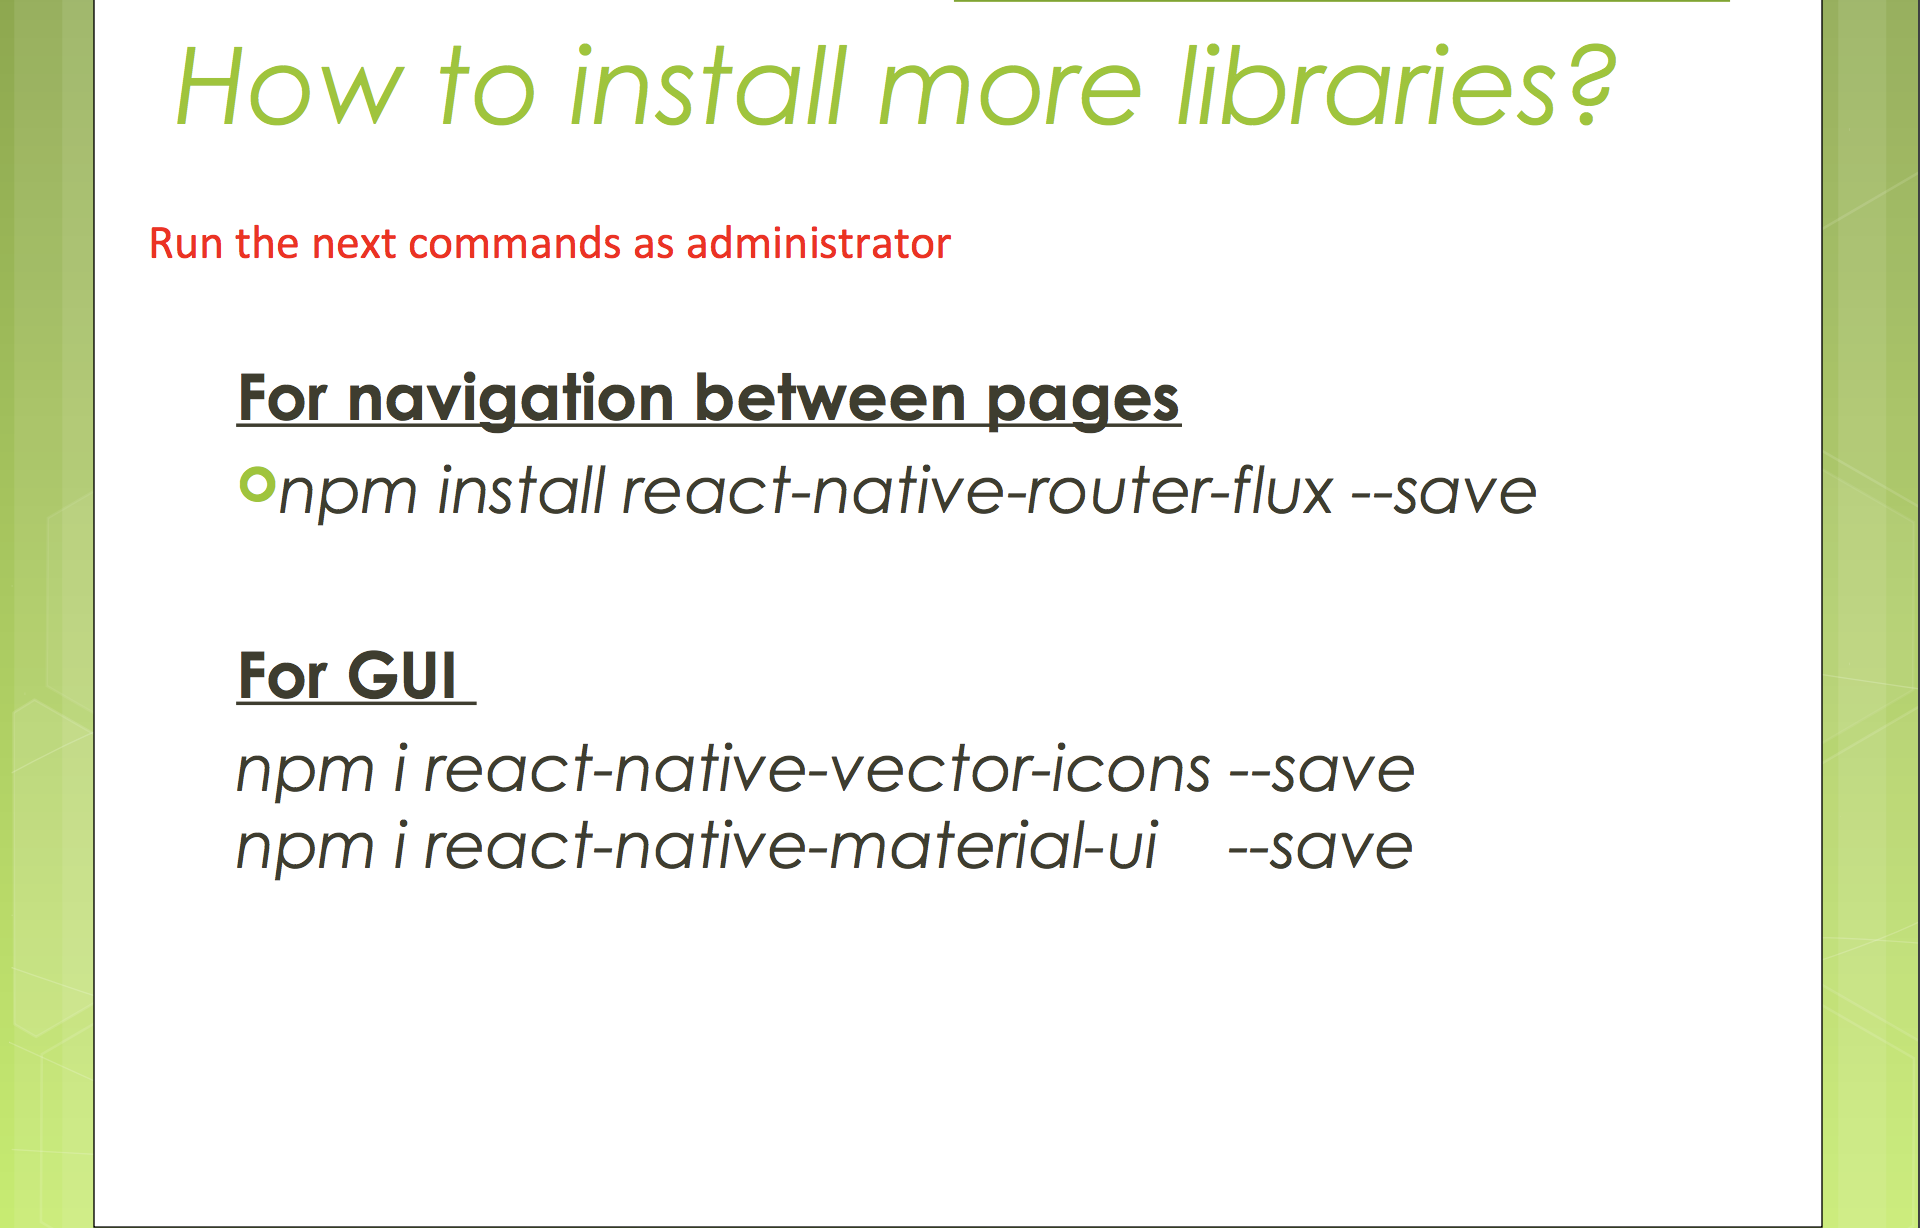 How to install more libraries?
Run the next commands as administrator
For navigation between pages
npm install react-native-router-flux --save
For GUI
npm i react-native-vector-icons --save
npm i react-native-material-ui --save